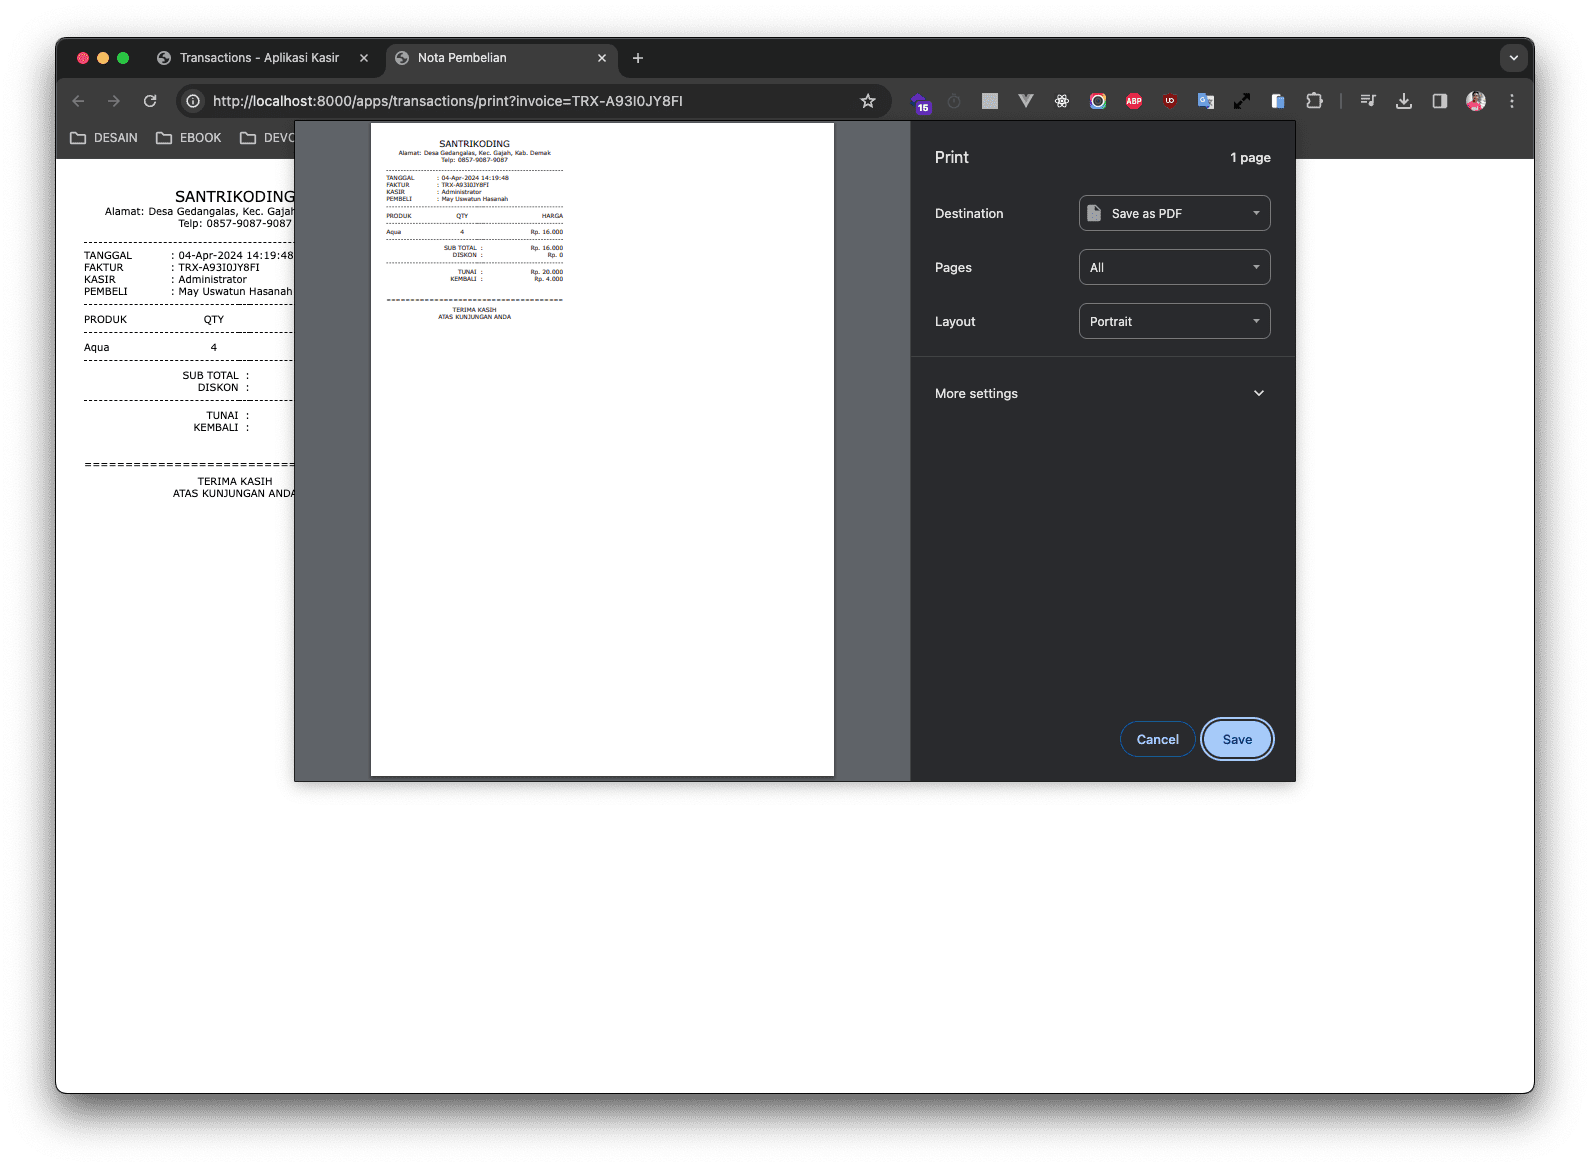 Transactions - Aplikasi Kasir
Nota Pembelian
http://localhost:8000/apps/transactions/print?invoice=TRX-A93I0JY8FI
15
ABP
UD
DESAIN
EBOOK
DEVO
SANTRIKODING
Alamat: Desa Gedangalas, Kec. Gajah
Telp: 0857-9087-9087
TANGGAL : 04-Apr-2024 14:19:48
FAKTUR : TRX-A93I0JY8FI
KASIR : Administrator
PEMBELI : May Uswatun Hasanah
PRODUK QTY
Aqua 4
SUB TOTAL :
DISKON :
TUNAI :
KEMBALI :
================================
TERIMA KASIH
ATAS KUNJUNGAN ANDA
SANTRIKODING
Alamat: Desa Gedangalas, Kec. Gajah, Kab. Demak
Telp: 0857-9087-9087
TANGGAL : 04-Apr-2024 14:19:48
FAKTUR : TRX-A93I0JY8FI
KASIR : Administrator
PEMBELI : May Uswatun Hasanah
PRODUK QTY HARGA
Aqua 4 Rp. 16.000
SUB TOTAL : Rp. 16.000
DISKON : Rp. 0
TUNAI : Rp. 20.000
KEMBALI : Rp. 4.000
=====================================
TERIMA KASIH
ATAS KUNJUNGAN ANDA
Print 1 page
Destination Save as PDF
Pages All
Layout Portrait
More settings
Cancel Save